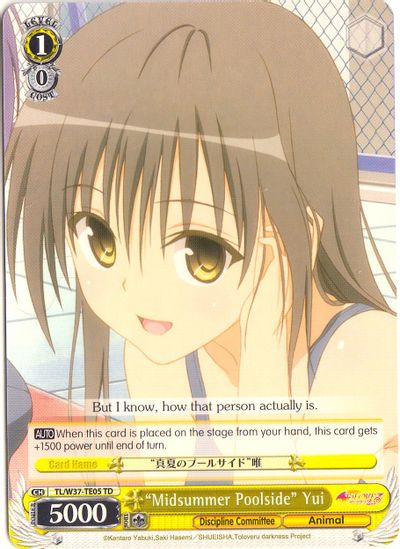 LEVEL
1
0
COST
But I know, how that person actually is.
AUTO When this card is placed on the stage from your hand, this card gets
+1500 power until end of turn.
Card Name
“真夏のプールサイド”唯
CH TL/W37-TE05 TD
“Midsummer Poolside” Yui
POWER
5000
SOUL
Discipline Committee
Animal
©Kentaro Yabuki,Saki Hasemi／SHUEISHA,Toloveru darkness Project